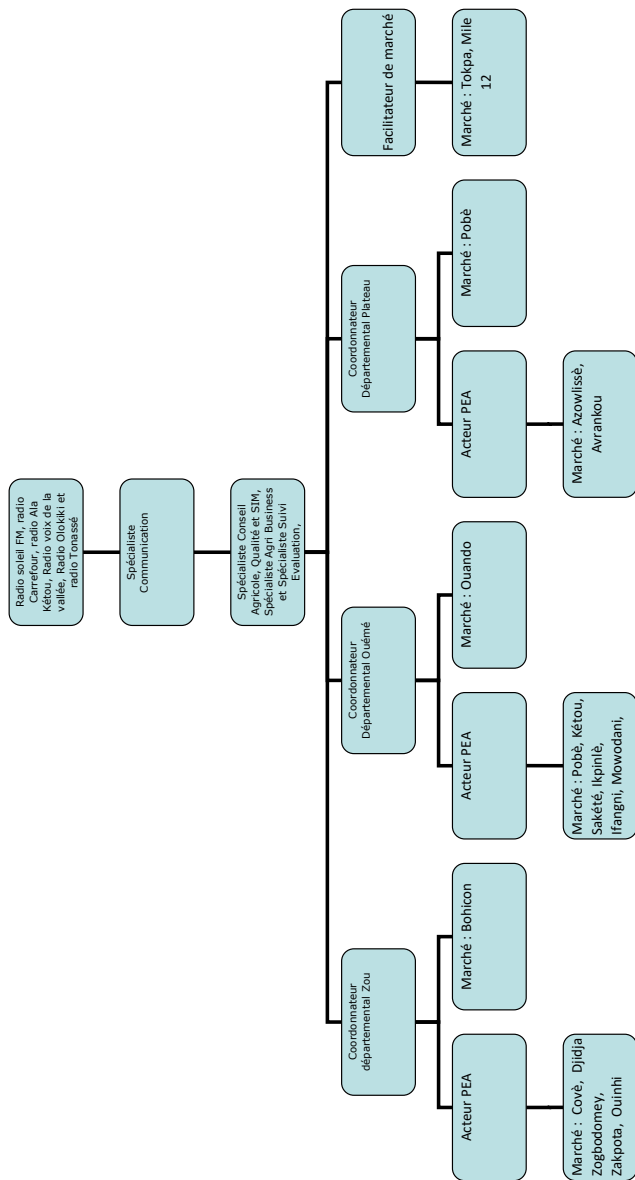 Radio soleil FM, radio
Carrefour, radio Ala
Kétou, Radio voix de la
vallée, Radio Olokiki et
radio Tonassé
Spécialiste
Communication
Spécialiste Conseil
Agricole, Qualité et SIM,
Spécialiste Agri Business
et Spécialiste Suivi
Evaluation,
Coordonnateur
départemental Zou
Coordonnateur
Départemental Ouémé
Coordonnateur
Départemental Plateau
Facilitateur de marché
Acteur PEA
Marché : Bohicon
Acteur PEA
Marché : Ouando
Acteur PEA
Marché : Pobè
Marché : Tokpa, Mile
12
Marché : Covè, Djidja
Zogbodomey,
Zakpota, Ouinhi
Marché : Pobè, Kétou,
Sakété, Ikpinlè,
Ifangni, Mowodani,
Marché : Azowlissè,
Avrankou